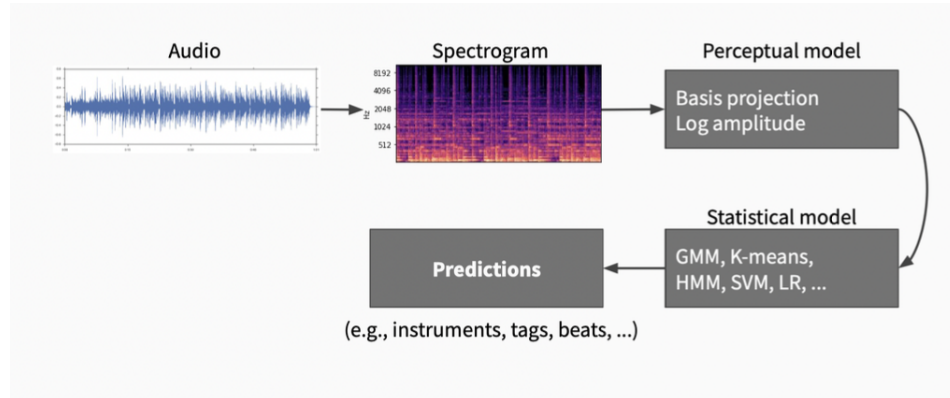 Audio
Spectrogram
Perceptual model
8192
4096
2048
1024
512
Hz
Basis projection
Log amplitude
Statistical model
GMM, K-means,
HMM, SVM, LR, ...
Predictions
(e.g., instruments, tags, beats, ...)